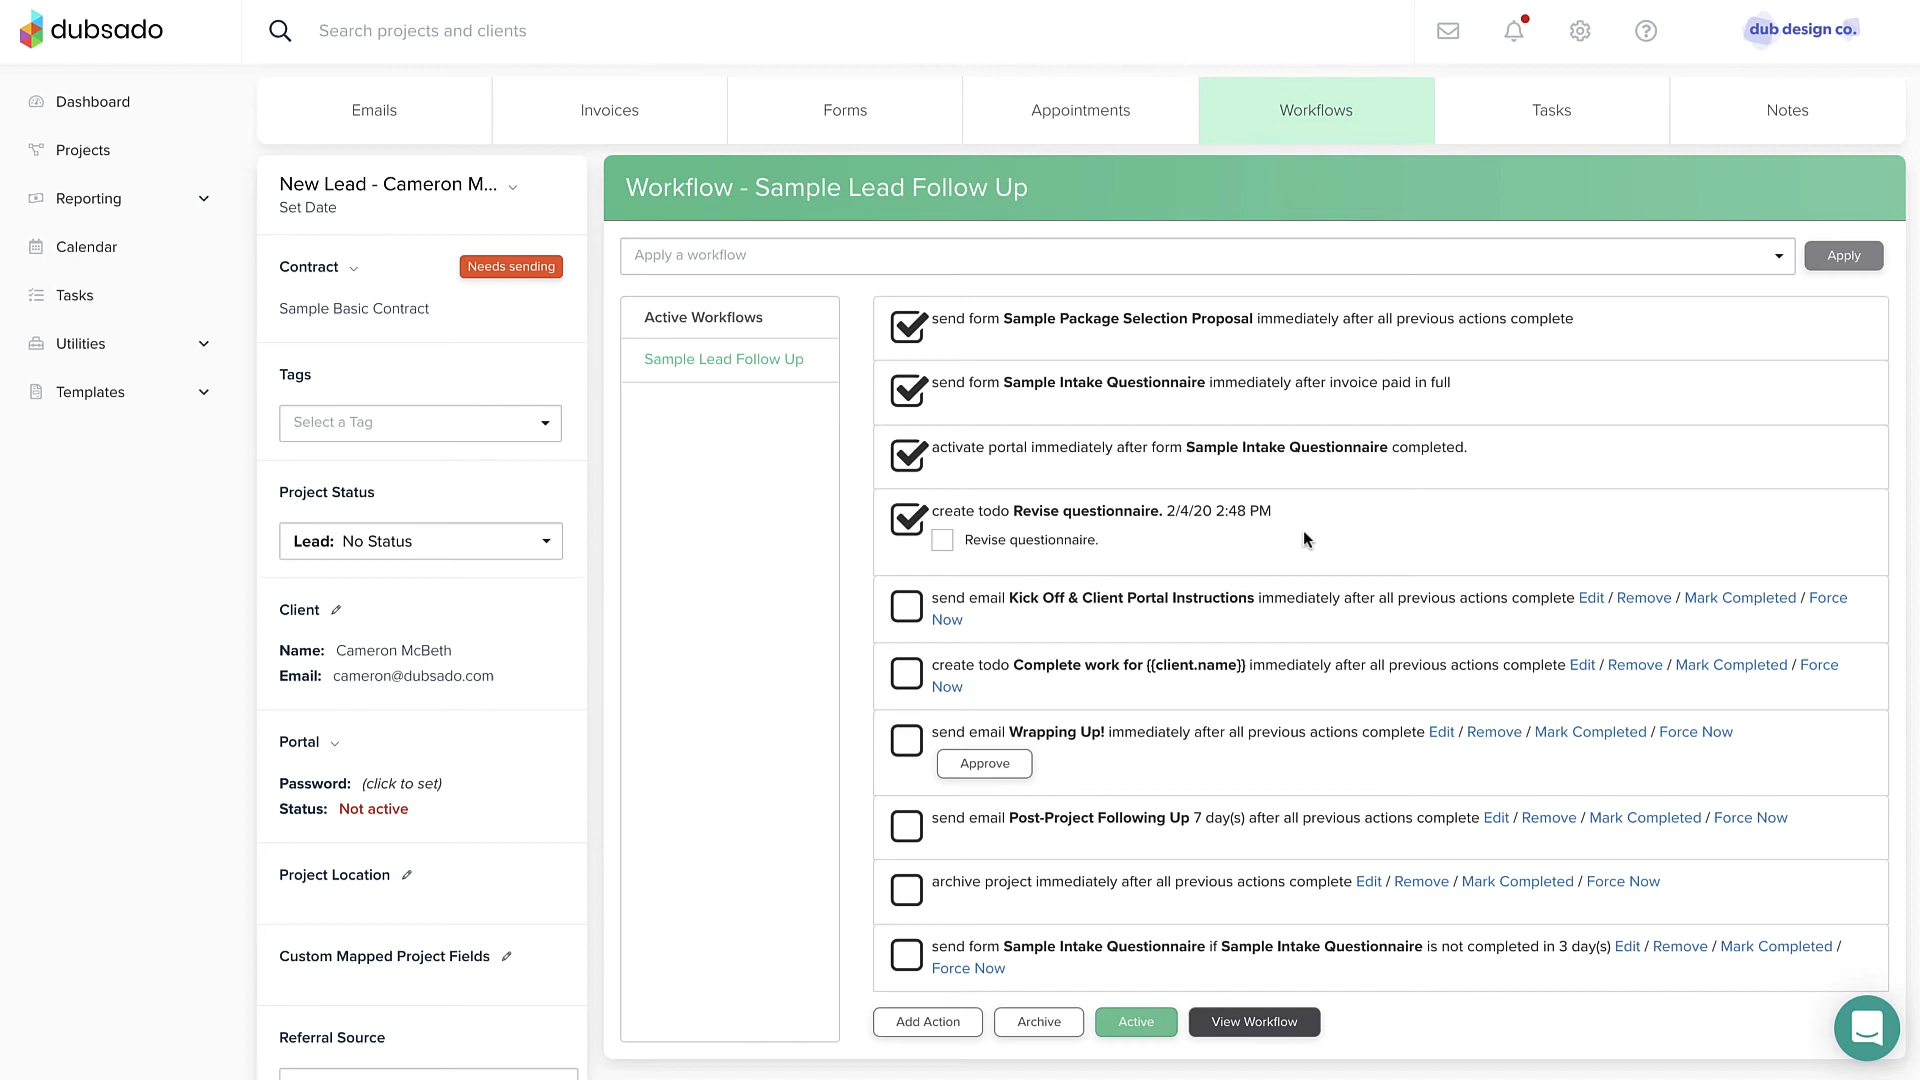 dubsado
Search projects and clients
dub design co.
Dashboard
Projects
Reporting
Calendar
Tasks
Utilities
Templates
Emails
Invoices
Forms
Appointments
Workflows
Tasks
Notes
New Lead - Cameron M...
Set Date
Contract
Needs sending
Sample Basic Contract
Tags
Select a Tag
Project Status
Lead: No Status
Client
Name: Cameron McBeth
Email: cameron@dubsado.com
Portal
Password: (click to set)
Status: Not active
Project Location
Custom Mapped Project Fields
Referral Source
Workflow - Sample Lead Follow Up
Apply a workflow
Apply
Active Workflows
Sample Lead Follow Up
send form Sample Package Selection Proposal immediately after all previous actions complete
send form Sample Intake Questionnaire immediately after invoice paid in full
activate portal immediately after form Sample Intake Questionnaire completed.
create todo Revise questionnaire. 2/4/20 2:48 PM
Revise questionnaire.
send email Kick Off & Client Portal Instructions immediately after all previous actions complete Edit / Remove / Mark Completed / Force
Now
create todo Complete work for {{client.name}} immediately after all previous actions complete Edit / Remove / Mark Completed / Force
Now
send email Wrapping Up! immediately after all previous actions complete Edit / Remove / Mark Completed / Force Now
Approve
send email Post-Project Following Up 7 day(s) after all previous actions complete Edit / Remove / Mark Completed / Force Now
archive project immediately after all previous actions complete Edit / Remove / Mark Completed / Force Now
send form Sample Intake Questionnaire if Sample Intake Questionnaire is not completed in 3 day(s) Edit / Remove / Mark Completed /
Force Now
Add Action
Archive
Active
View Workflow